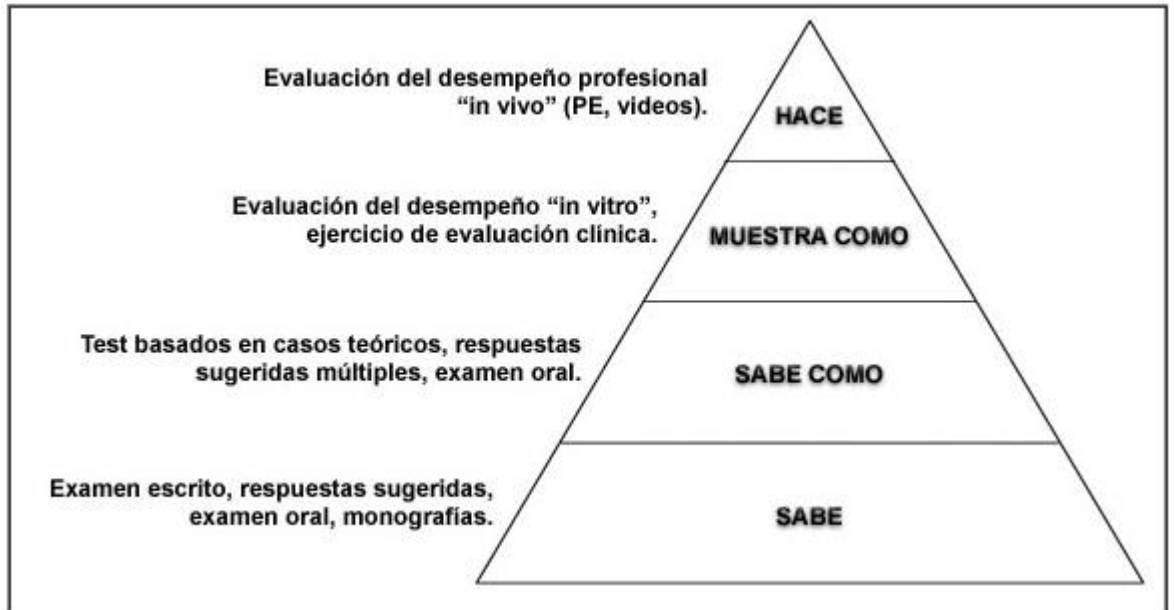 Evaluación del desempeño profesional
“in vivo” (PE, videos).
HACE
Evaluación del desempeño “in vitro”,
ejercicio de evaluación clínica.
MUESTRA COMO
Test basados en casos teóricos, respuestas
sugeridas múltiples, examen oral.
SABE COMO
Examen escrito, respuestas sugeridas,
examen oral, monografías.
SABE